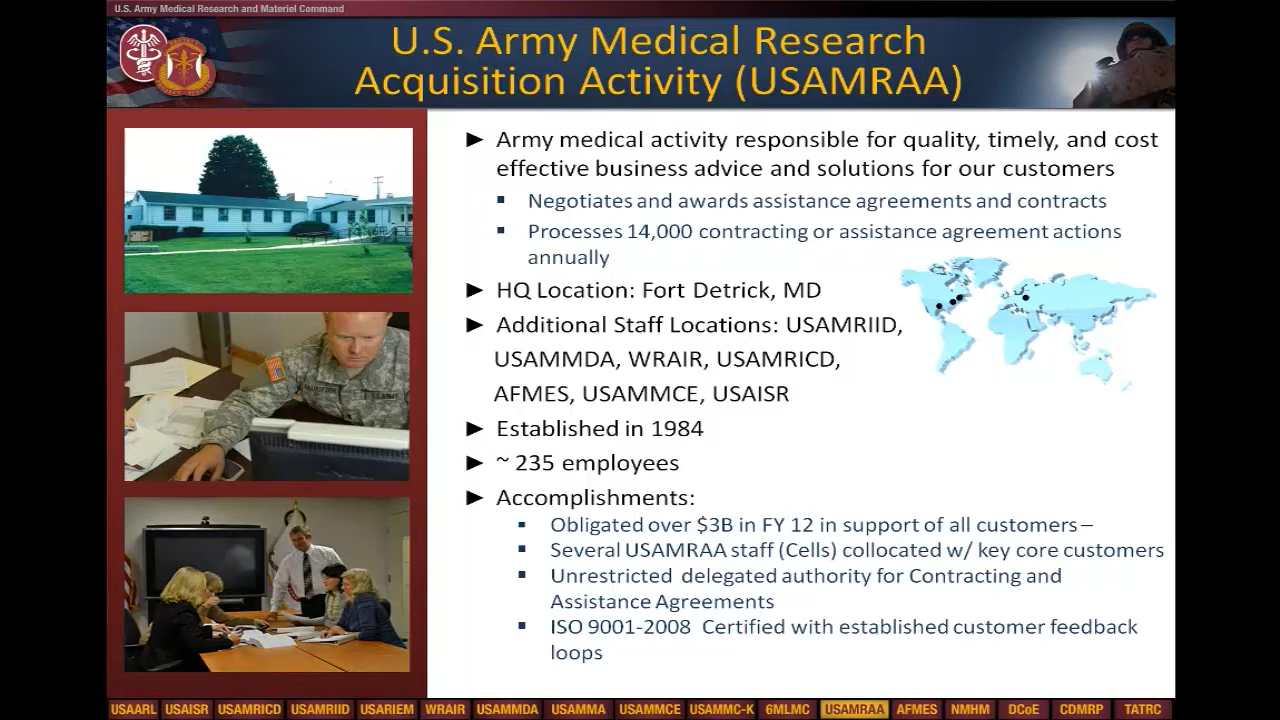 U.S. Army Medical Research and Materiel Command
U.S. Army Medical Research
Acquisition Activity (USAMRAA)
► Army medical activity responsible for quality, timely, and cost
effective business advice and solutions for our customers
▪ Negotiates and awards assistance agreements and contracts
▪ Processes 14,000 contracting or assistance agreement actions
annually
► HQ Location: Fort Detrick, MD
► Additional Staff Locations: USAMRIID,
USAMMDA, WRAIR, USAMRICD,
AFMES, USAMMCE, USAISR
► Established in 1984
► ~ 235 employees
► Accomplishments:
▪ Obligated over $3B in FY 12 in support of all customers –
▪ Several USAMRAA staff (Cells) collocated w/ key core customers
▪ Unrestricted delegated authority for Contracting and
Assistance Agreements
▪ ISO 9001-2008 Certified with established customer feedback
loops
USAARL USAISR USAMRICD USAMRIID USARIEM WRAIR USAMMDA USAMMA USAMMCE USAMMC-K 6MLMC USAMRAA AFMES NMHM DCoE CDMRP TATRC